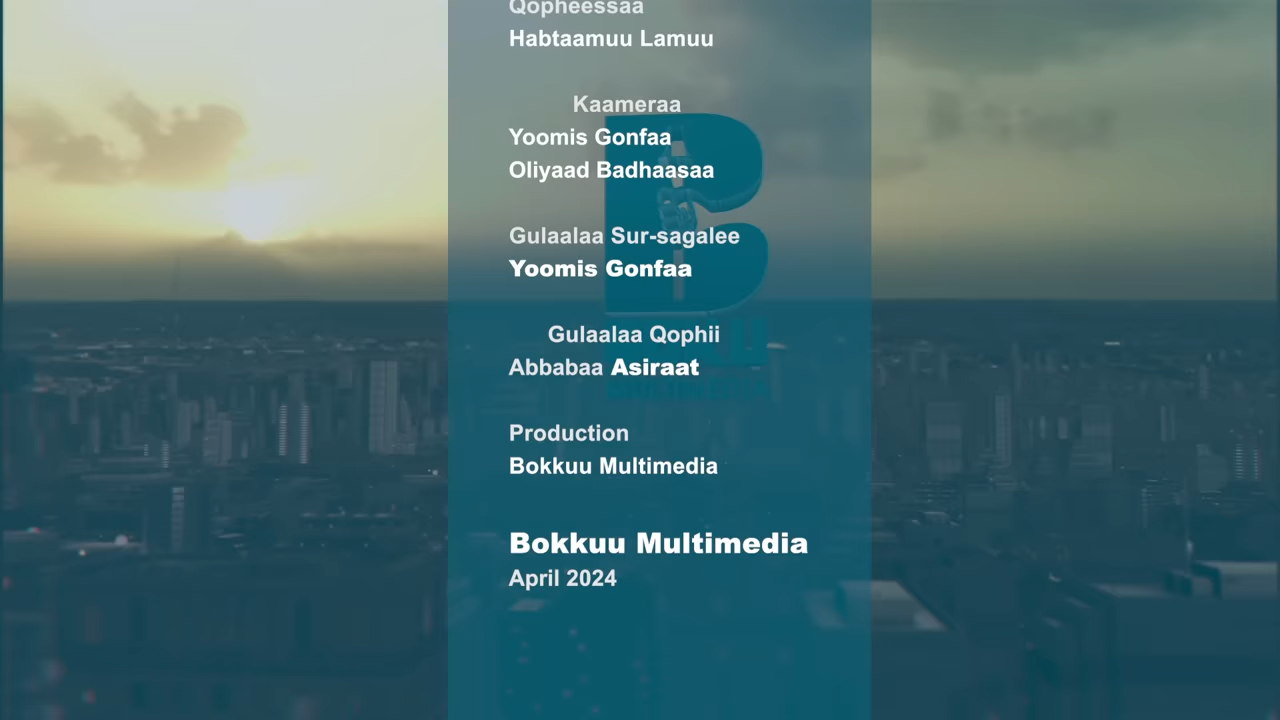 Qopheessaa
Habtaamuu Lamuu
Kaameraa
Yoomis Gonfaa
Oliyaad Badhaasaa
Gulaalaa Sur-sagalee
Yoomis Gonfaa
Gulaalaa Qophii
Abbabaa Asiraat
Production
Bokkuu Multimedia
Bokkuu Multimedia
April 2024